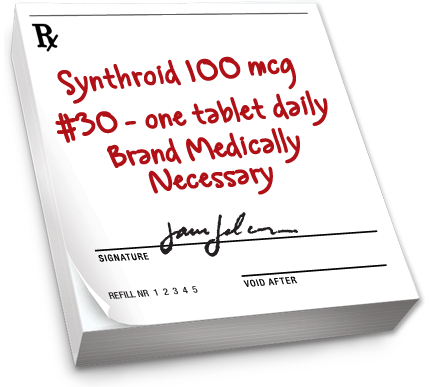 Rx
Synthroid 100 mcg
#30 - one tablet daily
Brand Medically
Necessary
SIGNATURE
REFILL NR 1 2 3 4 5
VOID AFTER